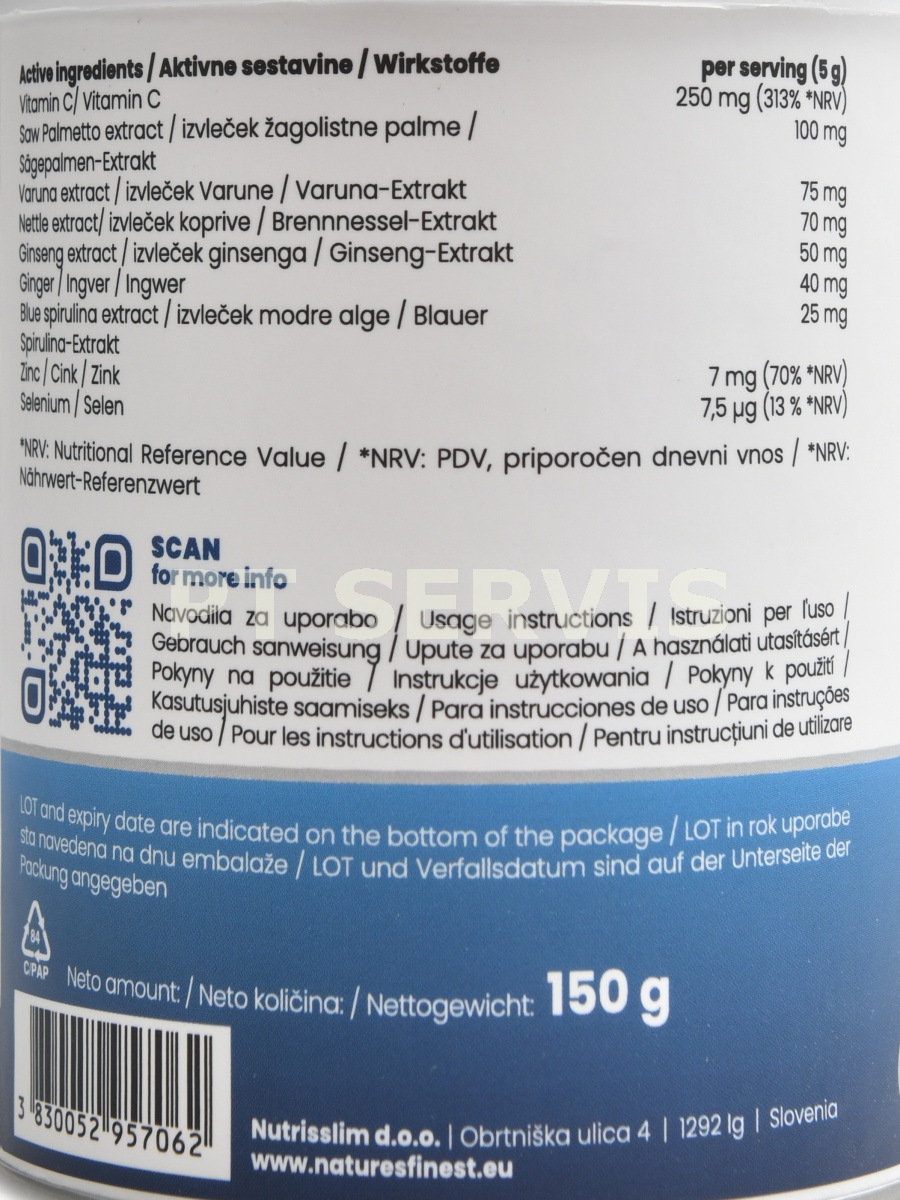 Active ingredients / Aktivne sestavine / Wirkstoffe per serving (5 g)
Vitamin C/ Vitamin C 250 mg (313% *NRV)
Saw Palmetto extract / izvleček žagolistne palme / 100 mg
Sägepalmen-Extrakt
Varuna extract / izvleček Varune / Varuna-Extrakt 75 mg
Nettle extract/ izvleček koprive / Brennnessel-Extrakt 70 mg
Ginseng extract / izvleček ginsenga / Ginseng-Extrakt 50 mg
Ginger / Ingver / Ingwer 40 mg
Blue spirulina extract / izvleček modre alge / Blauer 25 mg
Spirulina-Extrakt
Zinc / Cink / Zink 7 mg (70% *NRV)
Selenium / Selen 7,5 µg (13 % *NRV)
*NRV: Nutritional Reference Value / *NRV: PDV, priporočen dnevni vnos / *NRV:
Nährwert-Referenzwert
SCAN
for more info
PT SERVIS
Navodila za uporabo / Usage instructions / Istruzioni per l'uso /
Gebrauch sanweisung / Upute za uporabu / A használati utasításért /
Pokyny na použitie / Instrukcje użytkowania / Pokyny k použití /
Kasutusjuhiste saamiseks / Para instrucciones de uso / Para instruções
de uso / Pour les instructions d'utilisation / Pentru instrucțiuni de utilizare
LOT and expiry date are indicated on the bottom of the package / LOT in rok uporabe
sta navedena na dnu embalaže / LOT und Verfallsdatum sind auf der Unterseite der
Packung angegeben
84
C/PAP
Neto amount: / Neto količina: / Nettogewicht: 150 g
3 830052 957062
Nutrisslim d.o.o. | Obrtniška ulica 4 | 1292 Ig | Slovenia
www.naturesfinest.eu